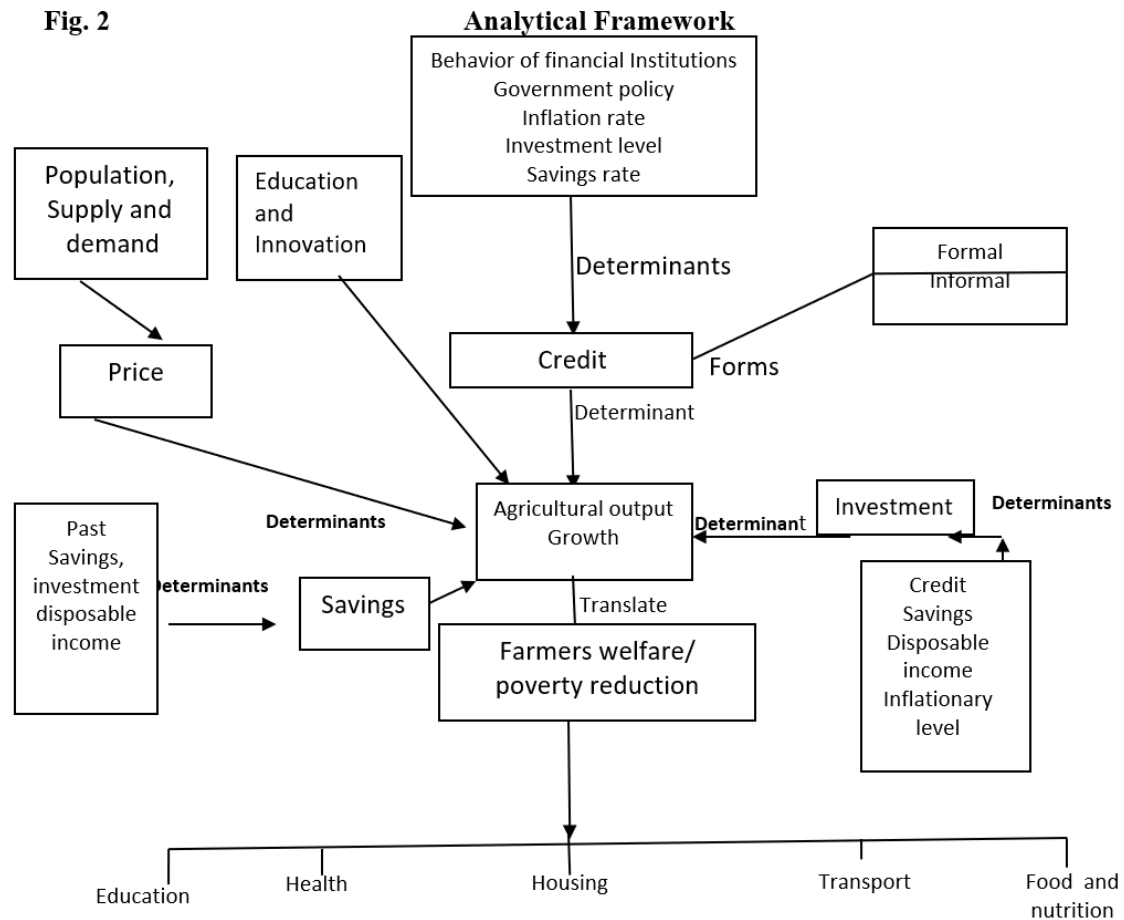 Fig. 2
Analytical Framework
Behavior of financial Institutions
Government policy
Inflation rate
Investment level
Savings rate
Population,
Supply and
demand
Education
and
Innovation
Determinants
Formal
Informal
Price
Credit
Forms
Determinant
Past
Savings,
investment
disposable
income
Determinants
Determinants
Savings
Agricultural output
Growth
Determinant
Investment
Determinants
Credit
Savings
Disposable
income
Inflationary
level
Translate
Farmers welfare/
poverty reduction
Education
Health
Housing
Transport
Food and
nutrition